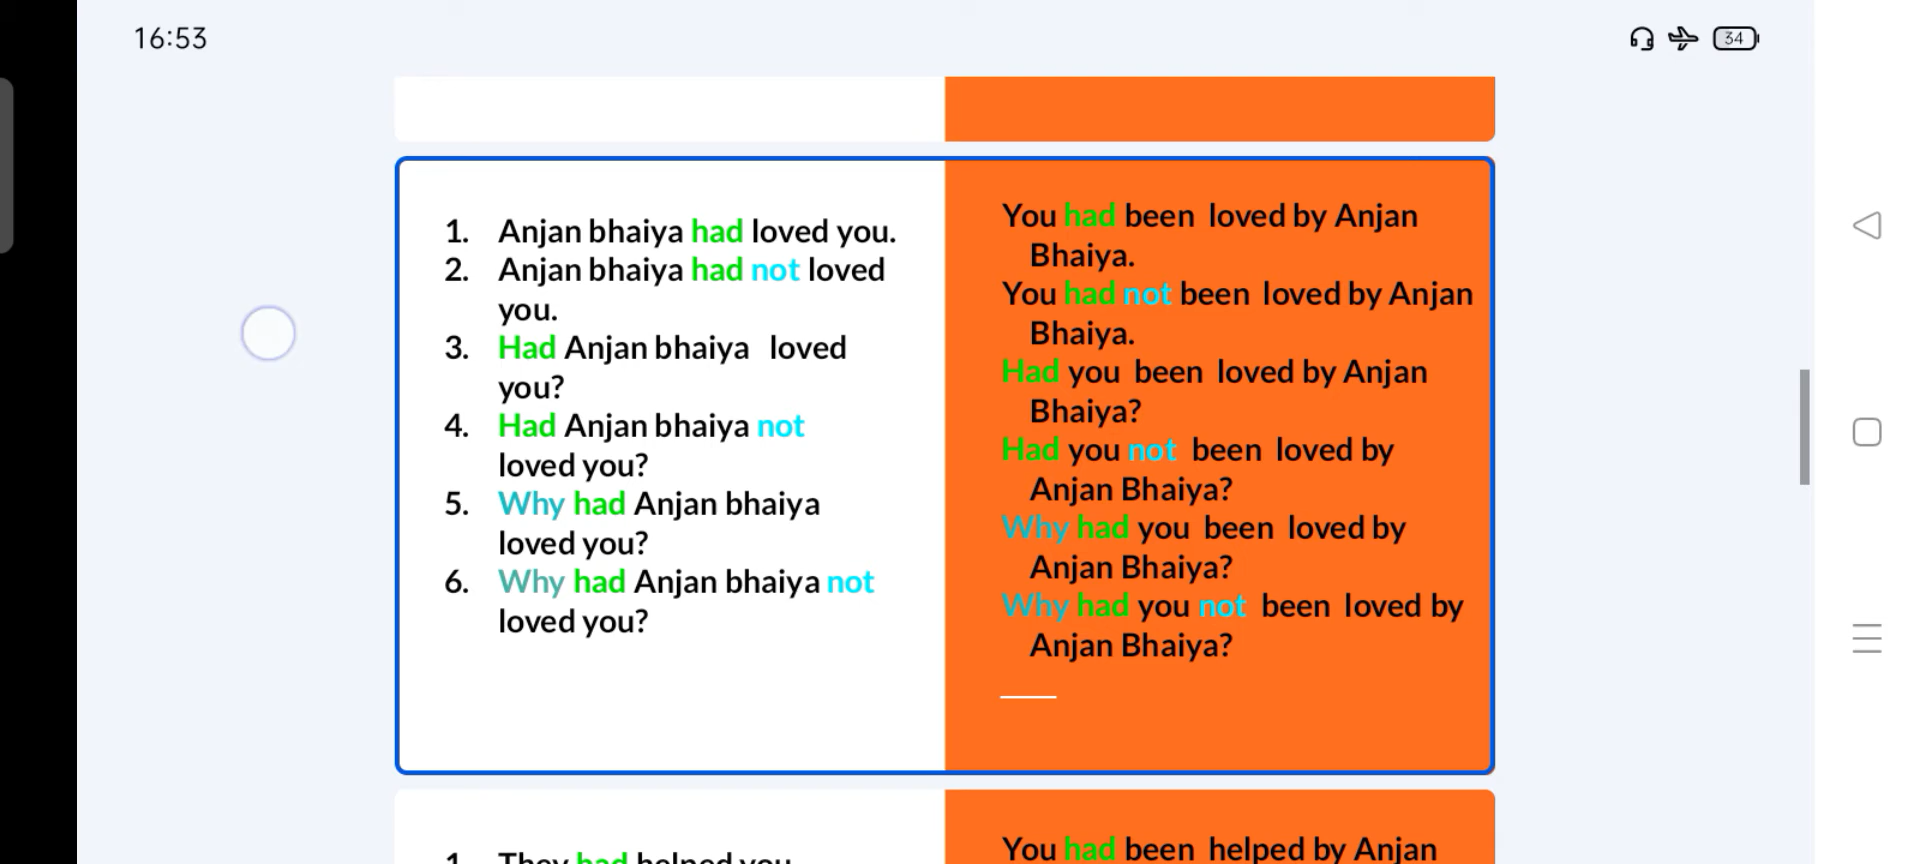 16:53
34
1. Anjan bhaiya had loved you.
2. Anjan bhaiya had not loved
you.
3. Had Anjan bhaiya loved
you?
4. Had Anjan bhaiya not
loved you?
5. Why had Anjan bhaiya
loved you?
6. Why had Anjan bhaiya not
loved you?
You had been loved by Anjan
Bhaiya.
You had not been loved by Anjan
Bhaiya.
Had you been loved by Anjan
Bhaiya?
Had you not been loved by
Anjan Bhaiya?
Why had you been loved by
Anjan Bhaiya?
Why had you not been loved by
Anjan Bhaiya?
1. They had helped you
You had been helped by Anjan